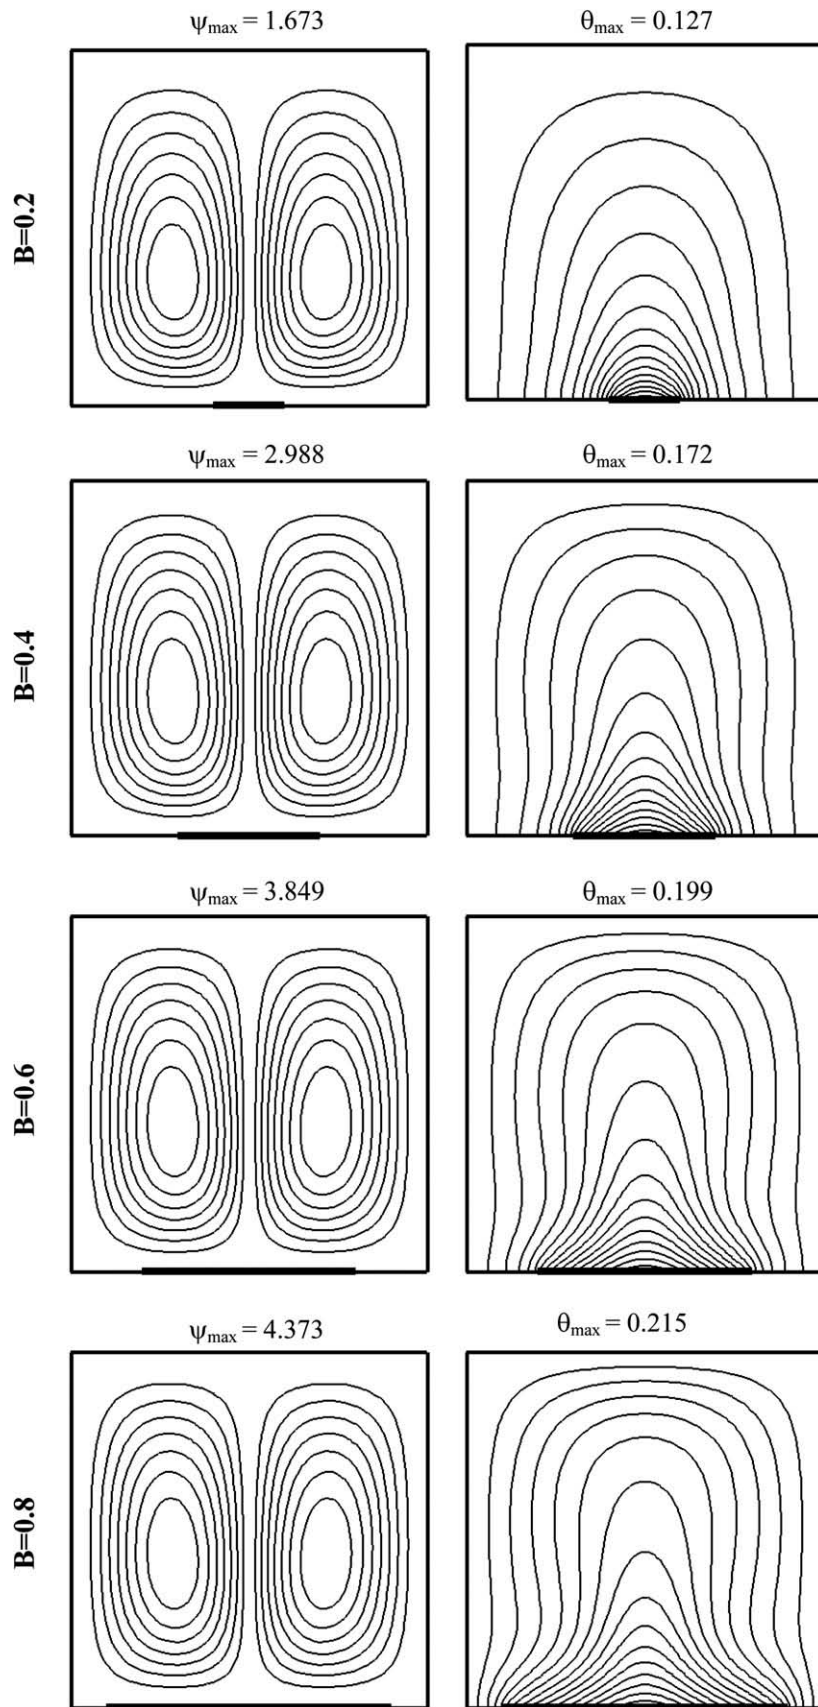 ψmax = 1.673 θmax = 0.127
B=0.2
ψmax = 2.988 θmax = 0.172
B=0.4
ψmax = 3.849 θmax = 0.199
B=0.6
ψmax = 4.373 θmax = 0.215
B=0.8